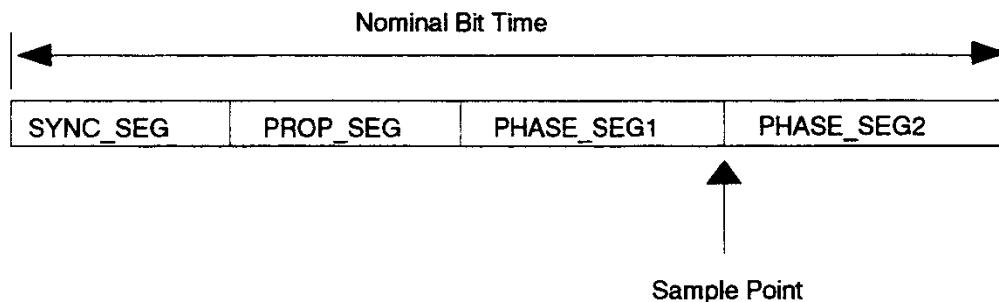 Nominal Bit Time
SYNC_SEG PROP_SEG PHASE_SEG1 PHASE_SEG2
Sample Point